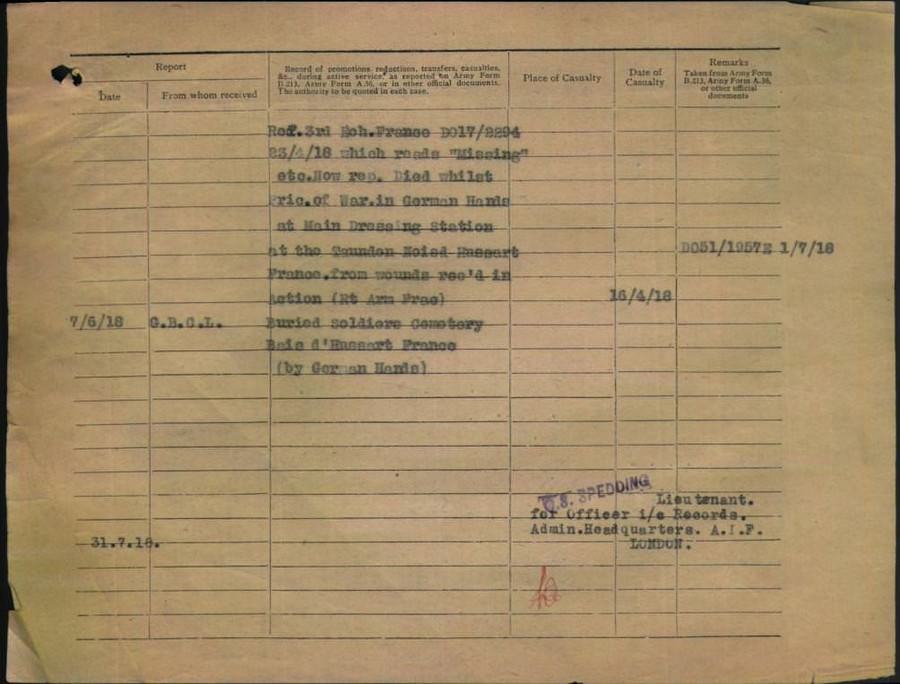 Report
Date
From whom received
Record of promotions, reductions, transfers, casualties,
&c., during active service, as reported on Army Form
B.213, Army Form A.36, or in other official documents.
The authority to be quoted in each case.
Place of Casualty
Date of
Casualty
Remarks
Taken from Army Form
B.213, Army Form A.36,
or other official
documents
Ref.3rd Ech.France DO17/2294
23/4/18 which reads "Missing"
etc.Now rep. Died whilst
Pris.of War.in German Hands
at Main Dressing Station
at the
DO51/1957E 1/7/18
France.from wounds rec'd in
Action (Rt Arm Frac)
16/4/18
7/6/18 G.B.C.L. Buried Soldiers Cemetery
Bois d'Hussart France
(by German Hands)
SPEDDING
Lieutenant.
for Officer i/c Records.
Admin.Headquarters. A.I.F.
LONDON.
31.7.18.